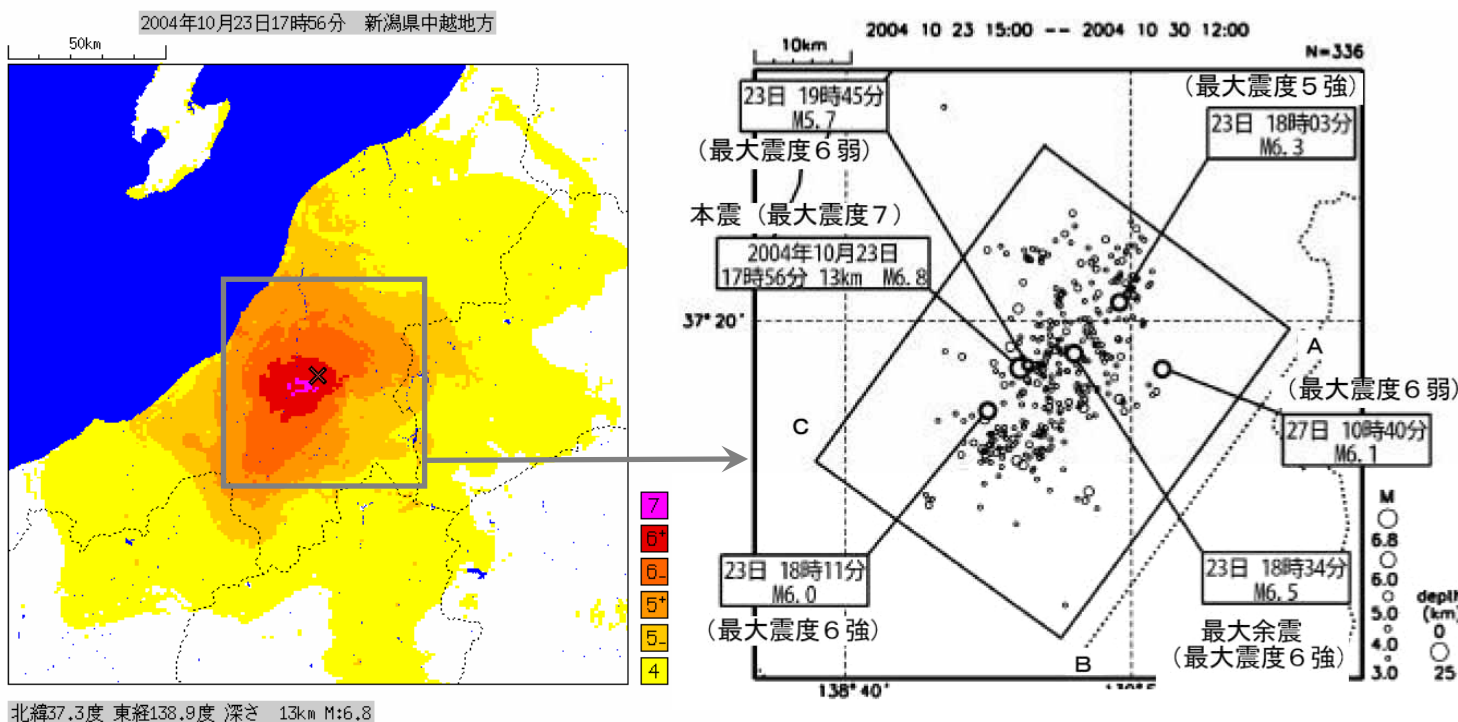 2004年10月23日17時56分 新潟県中越地方
50km
7
6+
6-
5+
5-
4
北緯37.3度 東経138.9度 深さ 13km M:6.8
2004 10 23 15:00 -- 2004 10 30 12:00
10km
N=336
(最大震度5強)
23日 19時45分
M5.7
(最大震度6弱)
23日 18時03分
M6.3
本震(最大震度7)
2004年10月23日
17時56分 13km M6.8
37°20'
A
(最大震度6弱)
27日 10時40分
M6.1
C
23日 18時11分
M6.0
(最大震度6強)
23日 18時34分
M6.5
最大余震
(最大震度6強)
B
M
6.8
6.0
5.0
4.0
3.0
depth
(km)
0
25
138°40'